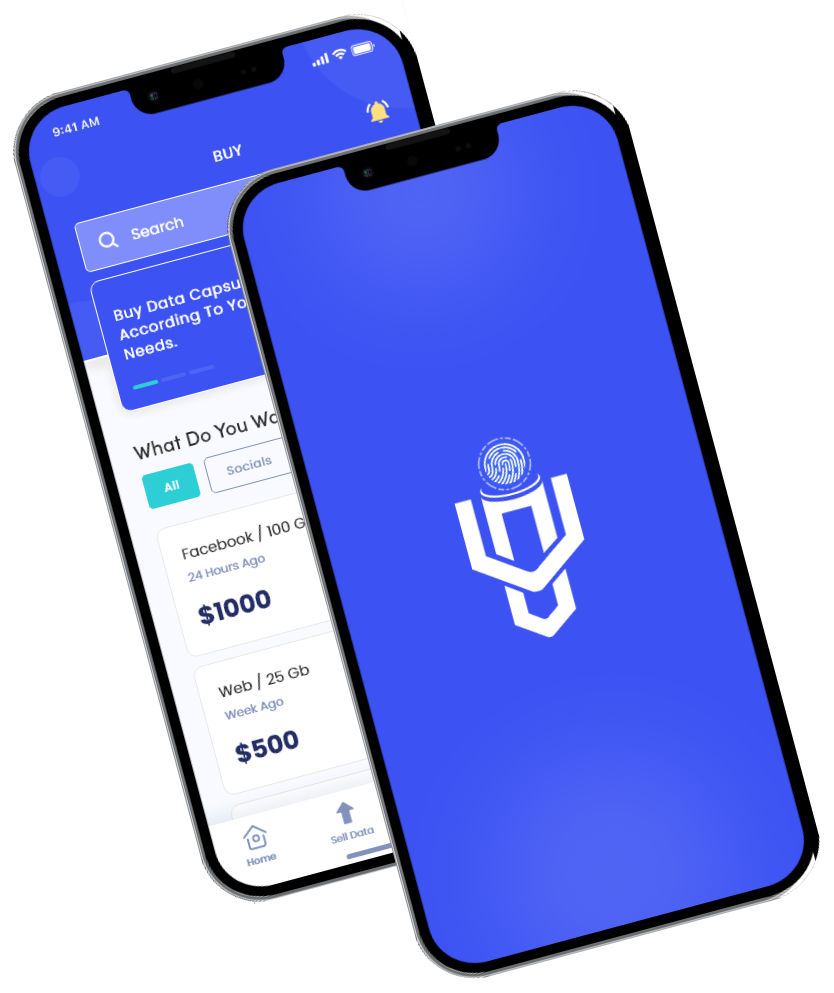 9:41 AM
BUY
Search
Buy Data Capsu
According To Yo
Needs.
What Do You Wa
All
Socials
Facebook / 100 G
24 Hours Ago
$1000
Web / 25 Gb
Week Ago
$500
Home
Sell Data